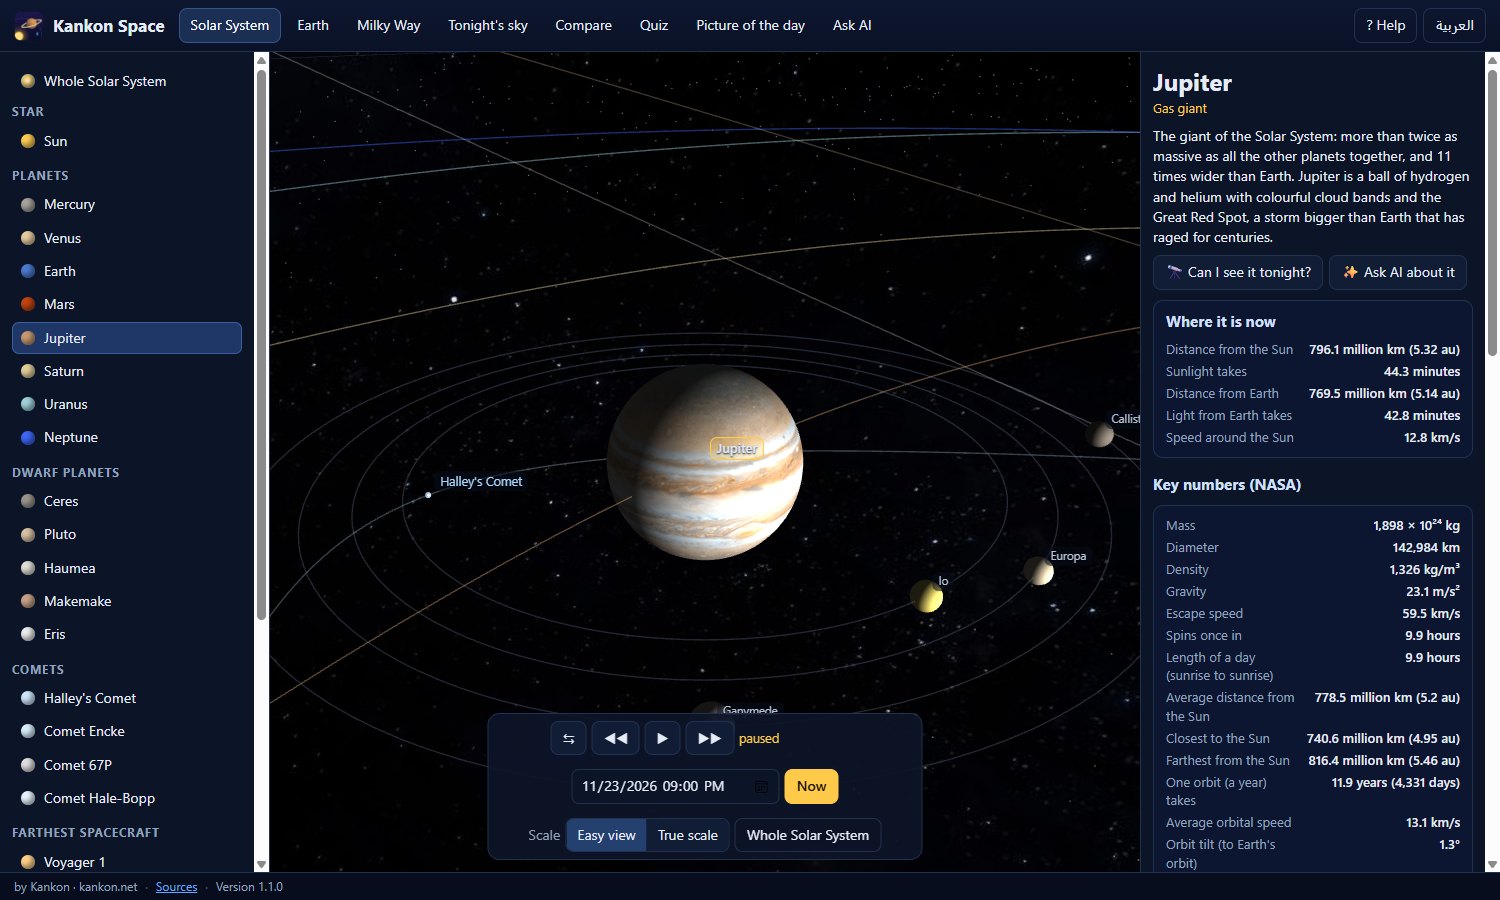 Kankon Space
Solar System
Earth
Milky Way
Tonight's sky
Compare
Quiz
Picture of the day
Ask AI
? Help
العربية
Whole Solar System
STAR
Sun
PLANETS
Mercury
Venus
Earth
Mars
Jupiter
Saturn
Uranus
Neptune
DWARF PLANETS
Ceres
Pluto
Haumea
Makemake
Eris
COMETS
Halley's Comet
Comet Encke
Comet 67P
Comet Hale-Bopp
FARTHEST SPACECRAFT
Voyager 1
Callist
Jupiter
Halley's Comet
Europa
Io
Ganymede
paused
11/23/2026 09:00 PM
Now
Scale
Easy view
True scale
Whole Solar System
Jupiter
Gas giant
The giant of the Solar System: more than twice as
massive as all the other planets together, and 11
times wider than Earth. Jupiter is a ball of hydrogen
and helium with colourful cloud bands and the
Great Red Spot, a storm bigger than Earth that has
raged for centuries.
Can I see it tonight?
Ask AI about it
Where it is now
Distance from the Sun 796.1 million km (5.32 au)
Sunlight takes 44.3 minutes
Distance from Earth 769.5 million km (5.14 au)
Light from Earth takes 42.8 minutes
Speed around the Sun 12.8 km/s
Key numbers (NASA)
Mass 1,898 × 10²⁴ kg
Diameter 142,984 km
Density 1,326 kg/m³
Gravity 23.1 m/s²
Escape speed 59.5 km/s
Spins once in 9.9 hours
Length of a day 9.9 hours
(sunrise to sunrise)
Average distance from 778.5 million km (5.2 au)
the Sun
Closest to the Sun 740.6 million km (4.95 au)
Farthest from the Sun 816.4 million km (5.46 au)
One orbit (a year) 11.9 years (4,331 days)
takes
Average orbital speed 13.1 km/s
Orbit tilt (to Earth's 1.3°
orbit)
by Kankon · kankon.net · Sources · Version 1.1.0